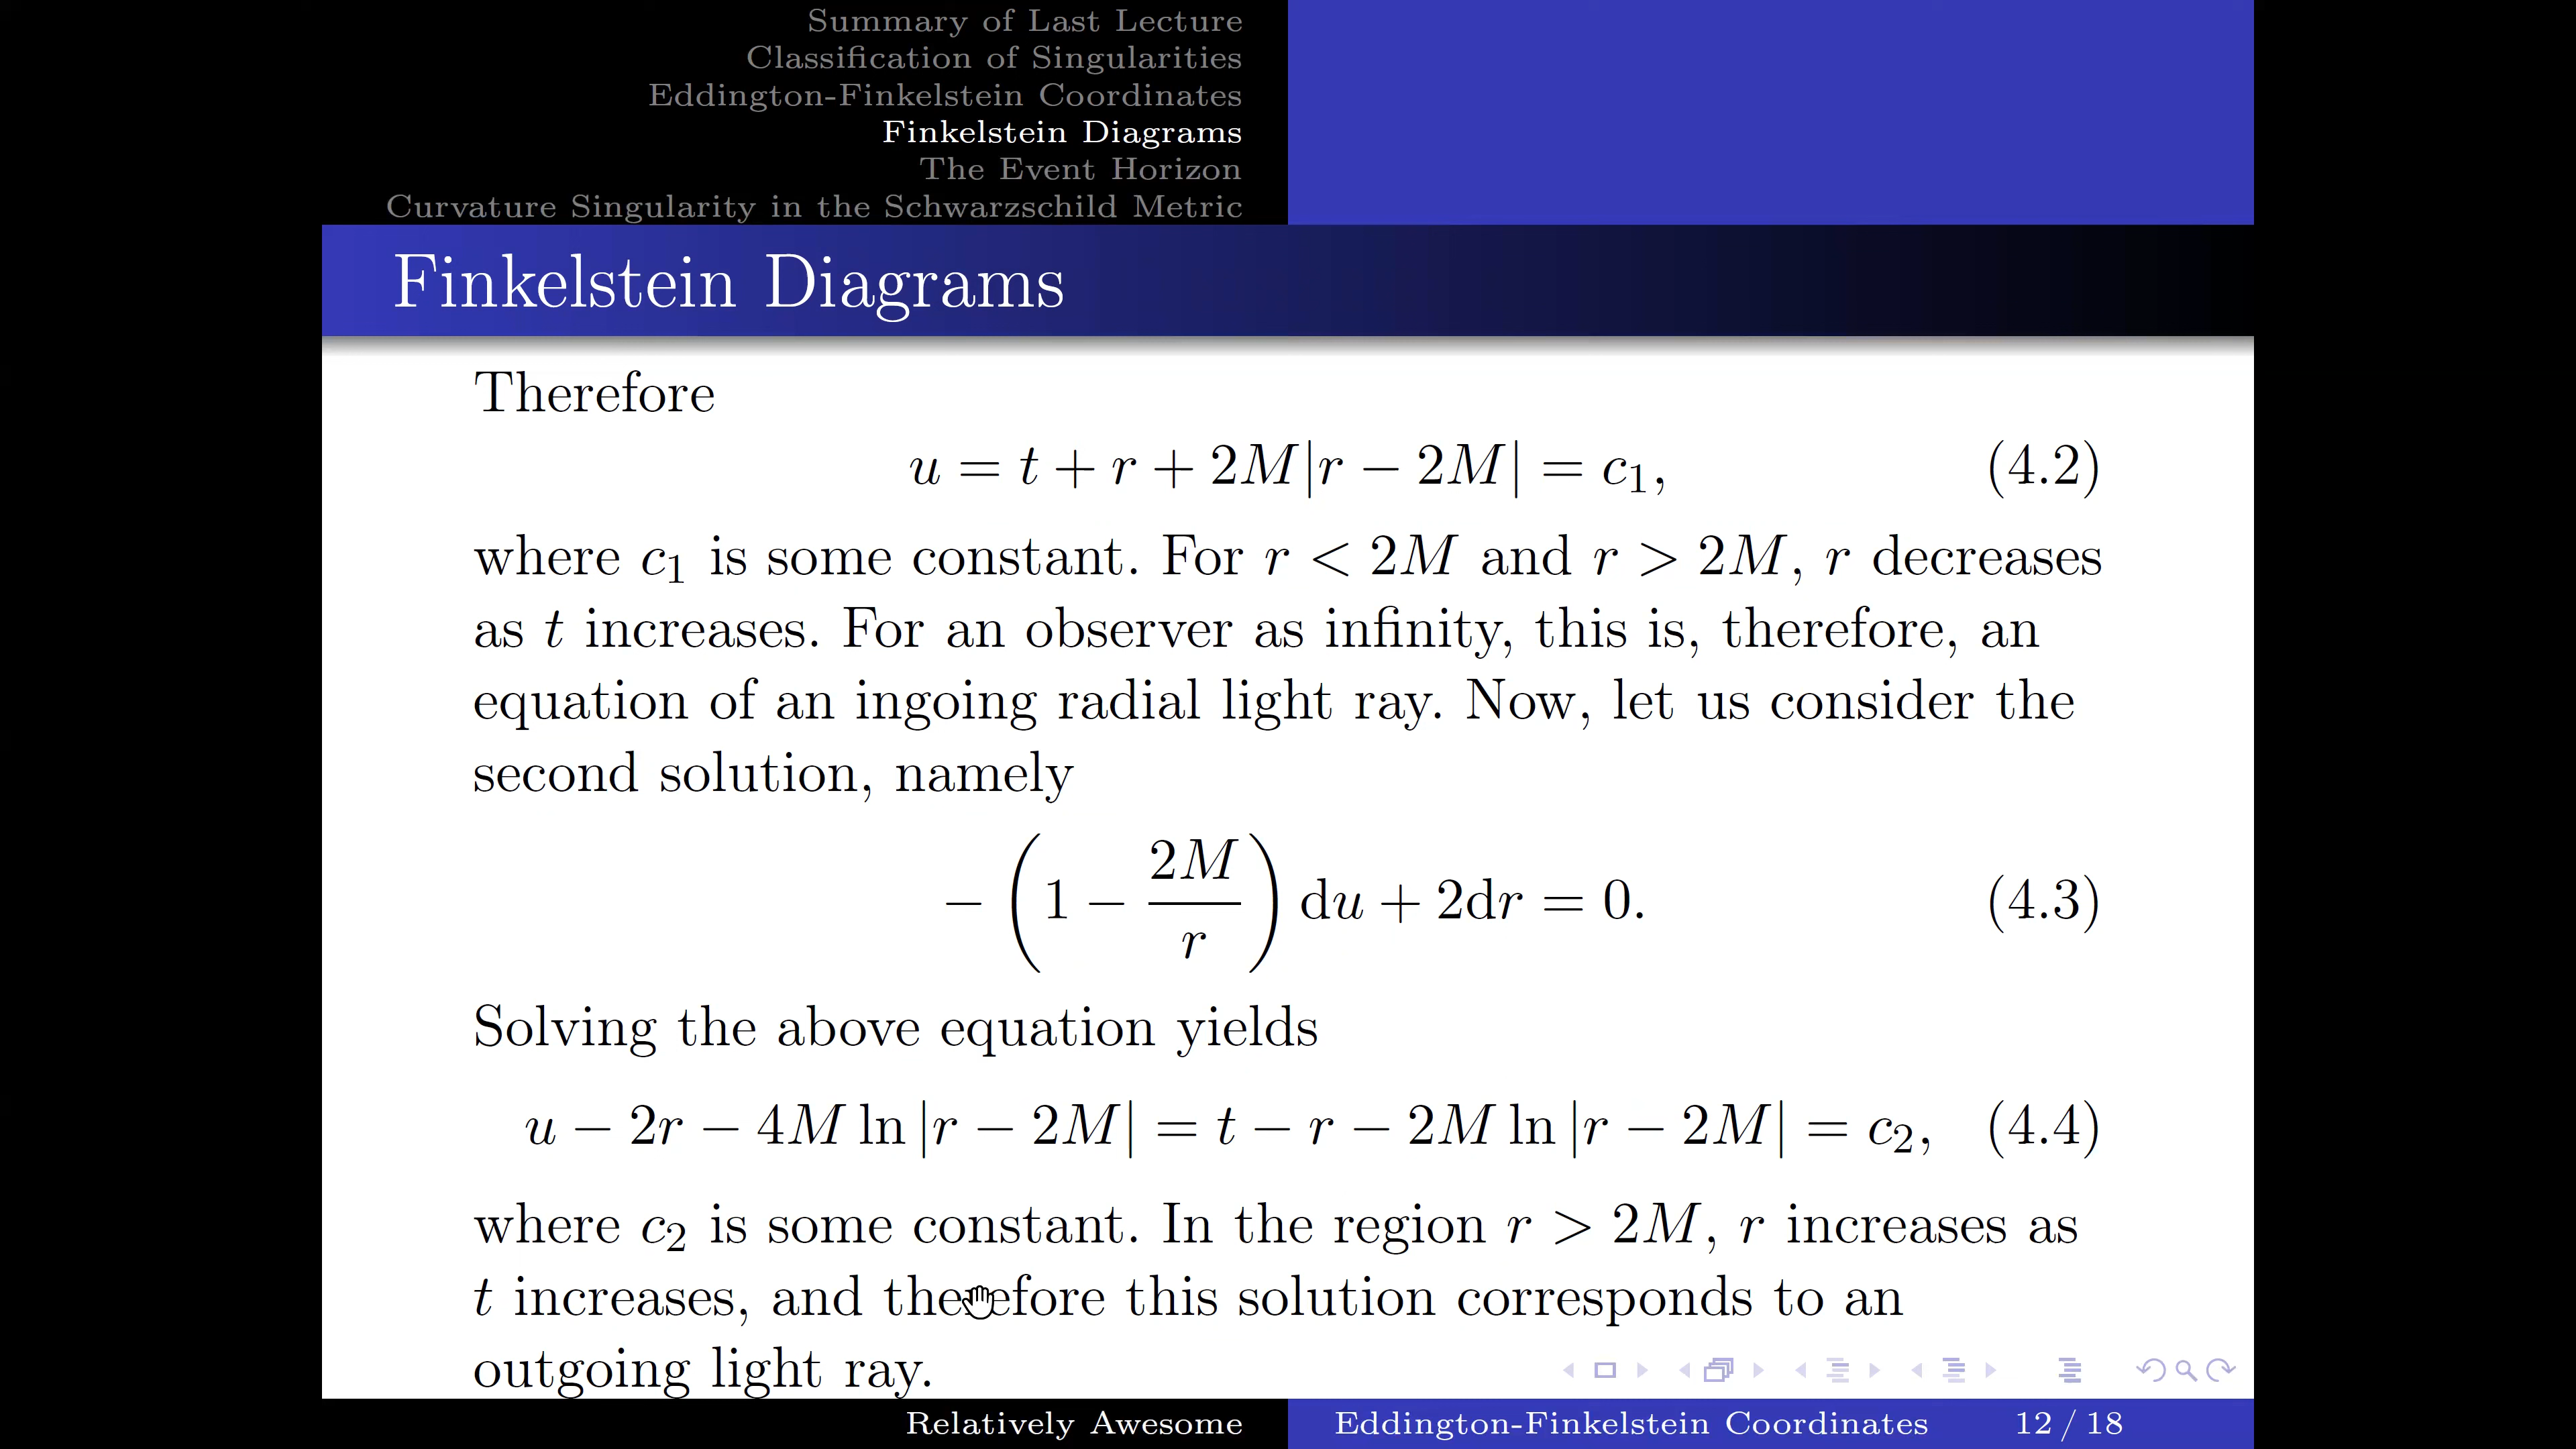 Summary of Last Lecture
Classification of Singularities
Eddington-Finkelstein Coordinates
Finkelstein Diagrams
The Event Horizon
Curvature Singularity in the Schwarzschild Metric
Finkelstein Diagrams
Therefore
u = t + r + 2M|r − 2M| = c₁, (4.2)
where c₁ is some constant. For r < 2M and r > 2M, r decreases
as t increases. For an observer as infinity, this is, therefore, an
equation of an ingoing radial light ray. Now, let us consider the
second solution, namely
− (1 − 2M/r) du + 2dr = 0. (4.3)
Solving the above equation yields
u − 2r − 4M ln |r − 2M| = t − r − 2M ln |r − 2M| = c₂, (4.4)
where c₂ is some constant. In the region r > 2M, r increases as
t increases, and therefore this solution corresponds to an
outgoing light ray.
Relatively Awesome Eddington-Finkelstein Coordinates 12 / 18